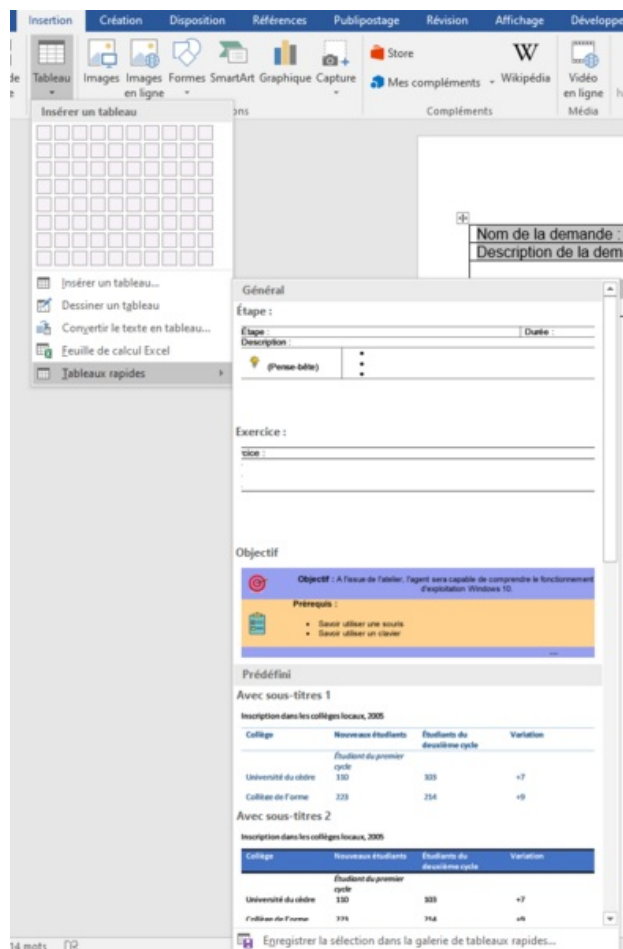 Insertion Création Disposition Références Publipostage Révision Affichage Développe
Tableau Images Images en ligne Formes SmartArt Graphique Capture
Store
Mes compléments
Wikipédia
Vidéo en ligne
Compléments
Média
Insérer un tableau
Nom de la demande :
Description de la dem
Insérer un tableau...
Dessiner un tableau
Convertir le texte en tableau...
Feuille de calcul Excel
Tableaux rapides
Général
Étape :
Étape : Durée :
Description :
(Pense-bête)
Exercice :
cice :
Objectif
Objectif : A l'issue de l'atelier, l'agent sera capable de comprendre le fonctionnement
d'exploitation Windows 10.
Prérequis :
Savoir utiliser une souris
Savoir utiliser un clavier
Prédéfini
Avec sous-titres 1
Inscription dans les collèges locaux, 2005
Collège Nouveaux étudiants Étudiants du deuxième cycle Variation
Étudiant du premier cycle
Université du cèdre 110 103 +7
Collège de l'orme 223 214 +9
Avec sous-titres 2
Inscription dans les collèges locaux, 2005
Collège Nouveaux étudiants Étudiants du deuxième cycle Variation
Étudiant du premier cycle
Université du cèdre 110 103 +7
Collège de l'orme 223 214 +9
Enregistrer la sélection dans la galerie de tableaux rapides...
mots